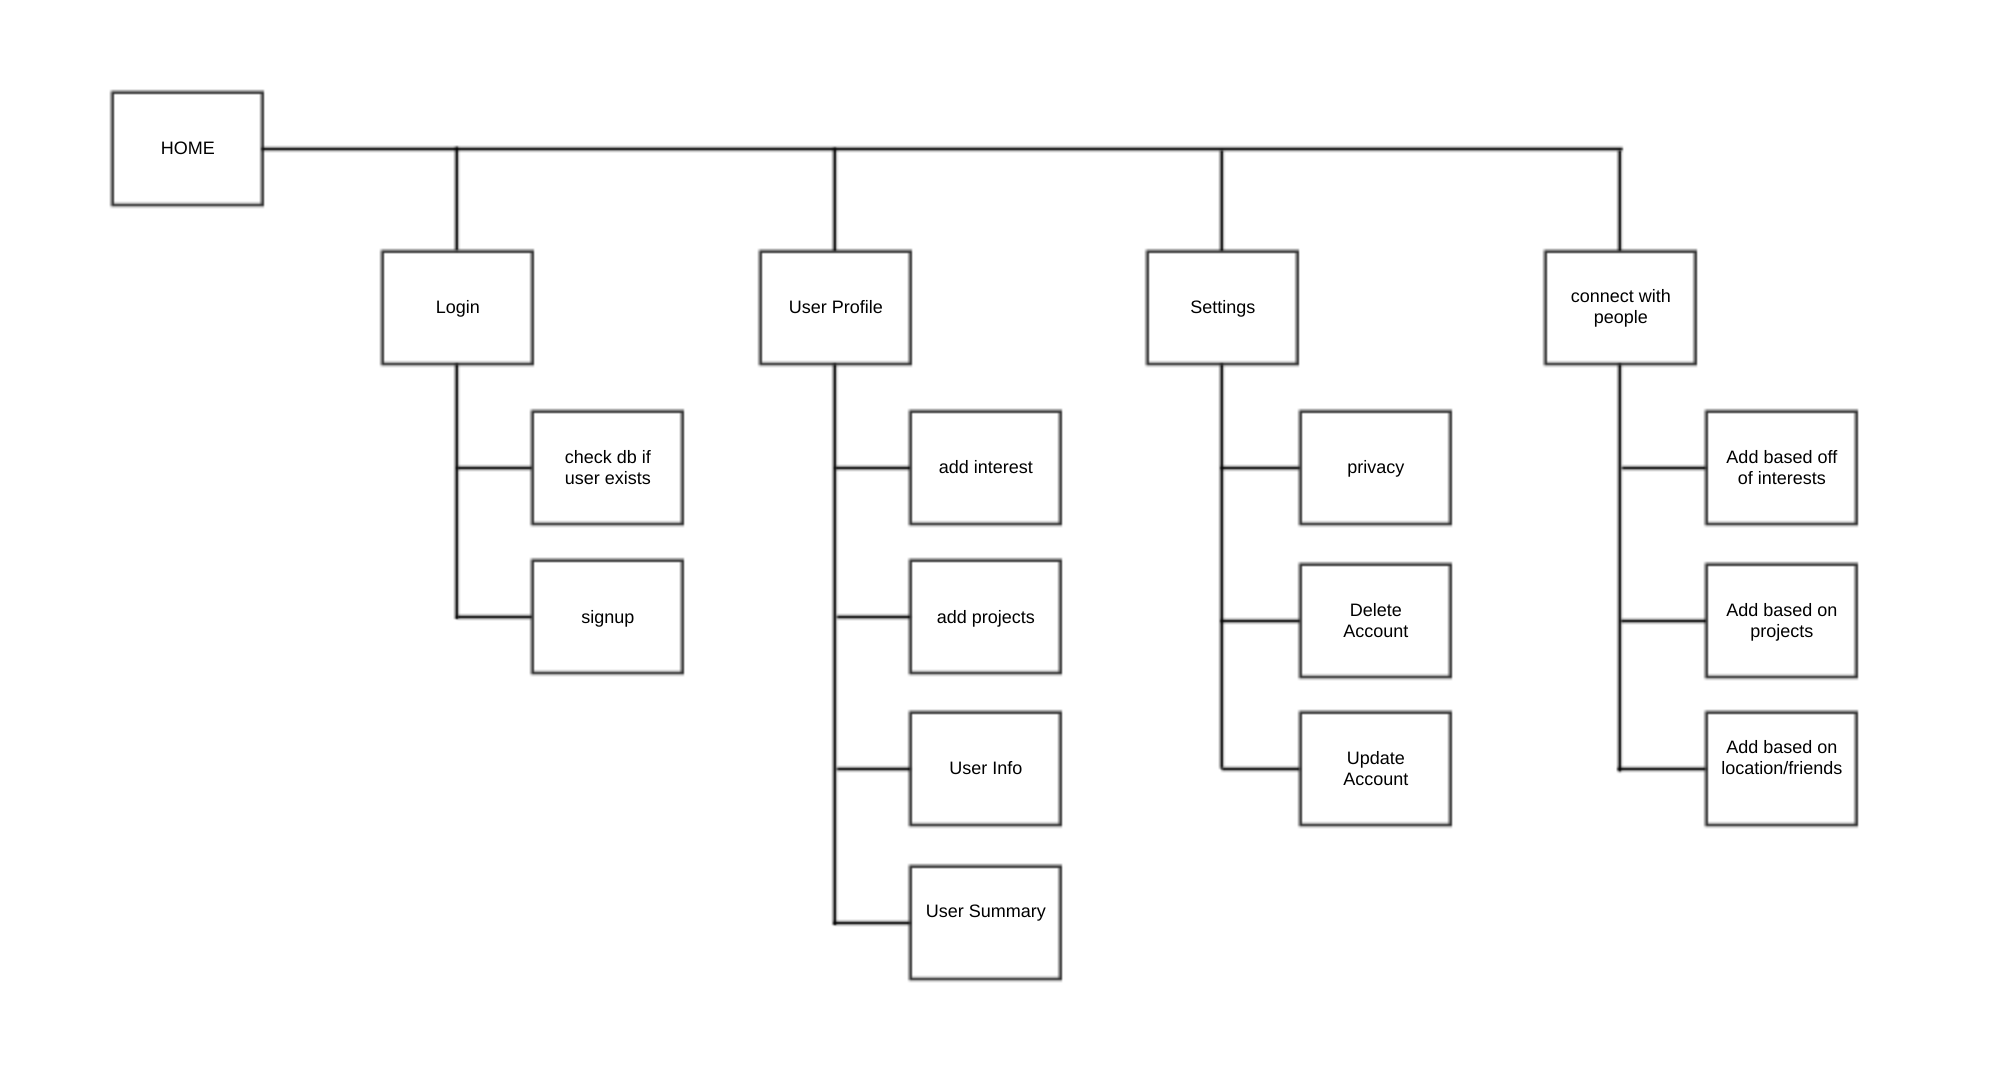 HOME
Login
User Profile
Settings
connect with
people
check db if
user exists
signup
add interest
add projects
User Info
User Summary
privacy
Delete
Account
Update
Account
Add based off
of interests
Add based on
projects
Add based on
location/friends